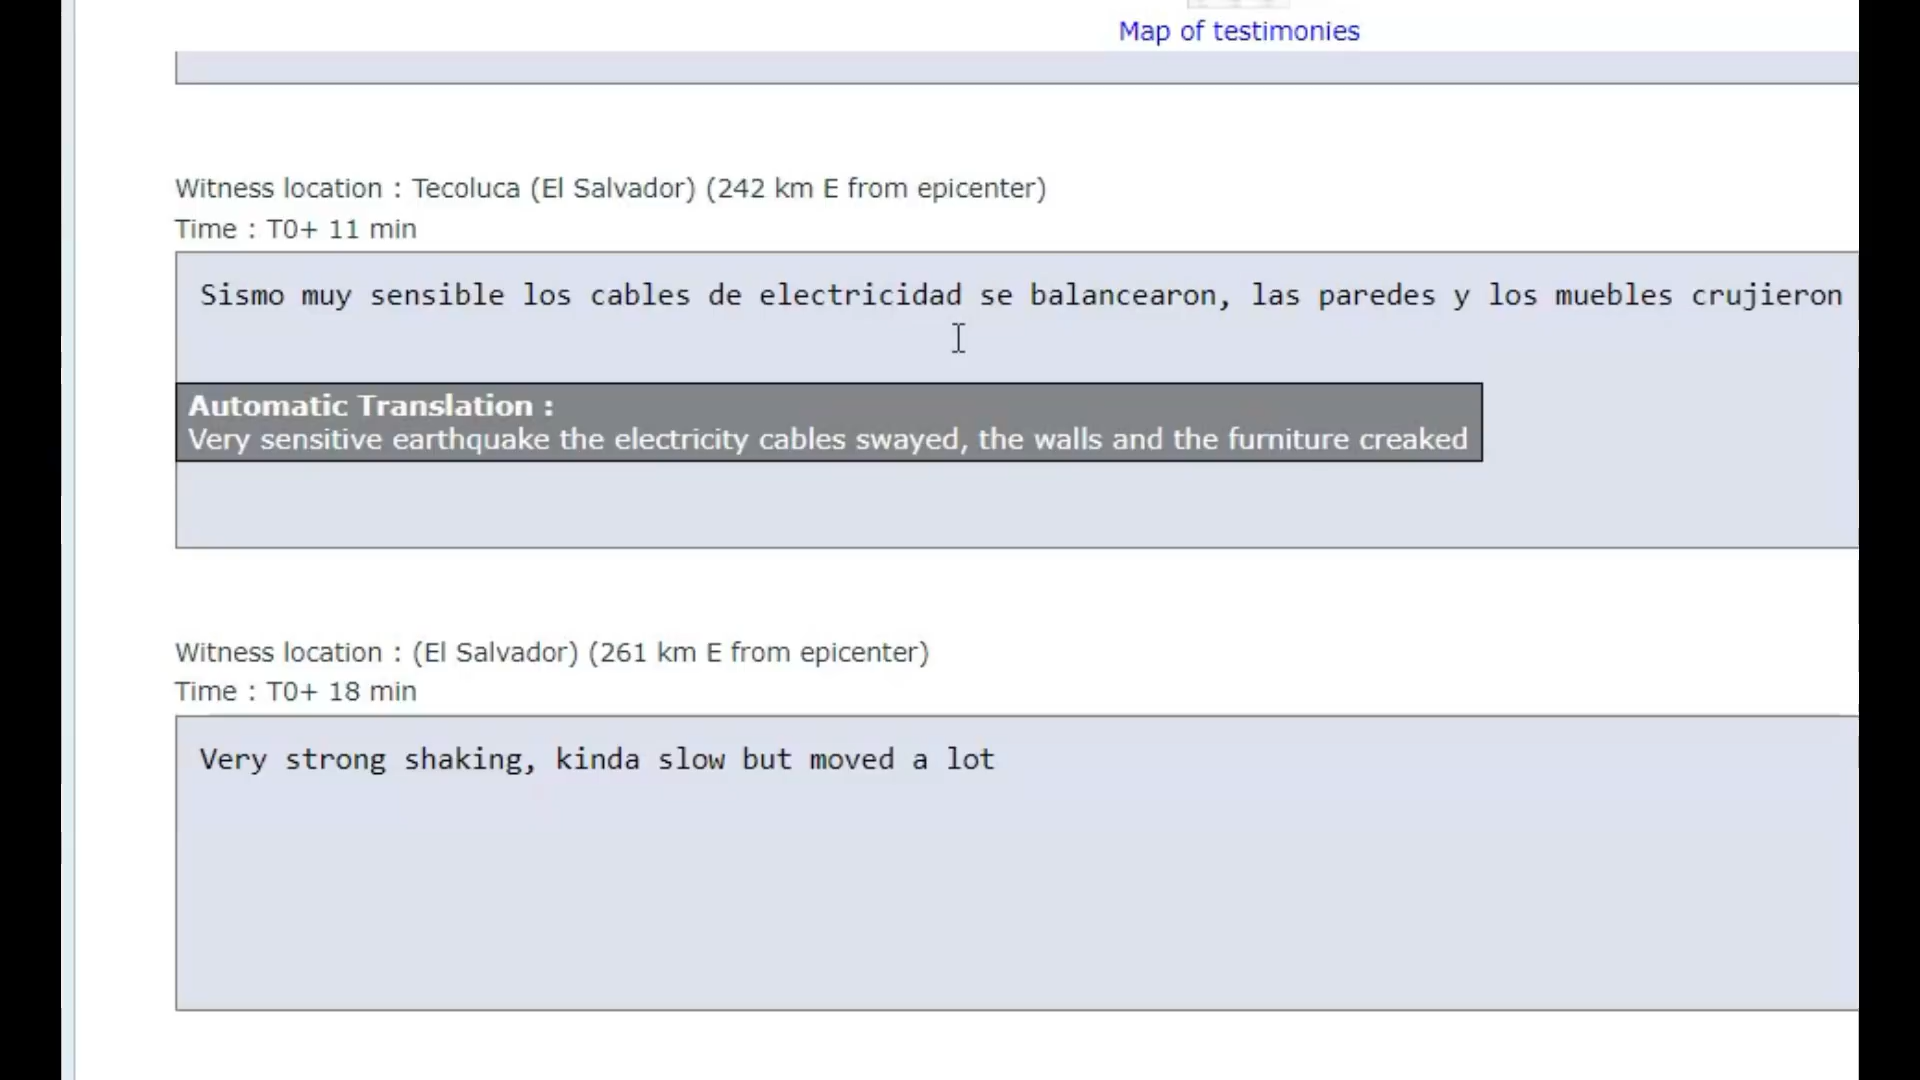 Map of testimonies
Witness location : Tecoluca (El Salvador) (242 km E from epicenter)
Time : T0+ 11 min
Sismo muy sensible los cables de electricidad se balancearon, las paredes y los muebles crujieron
Automatic Translation :
Very sensitive earthquake the electricity cables swayed, the walls and the furniture creaked
Witness location : (El Salvador) (261 km E from epicenter)
Time : T0+ 18 min
Very strong shaking, kinda slow but moved a lot